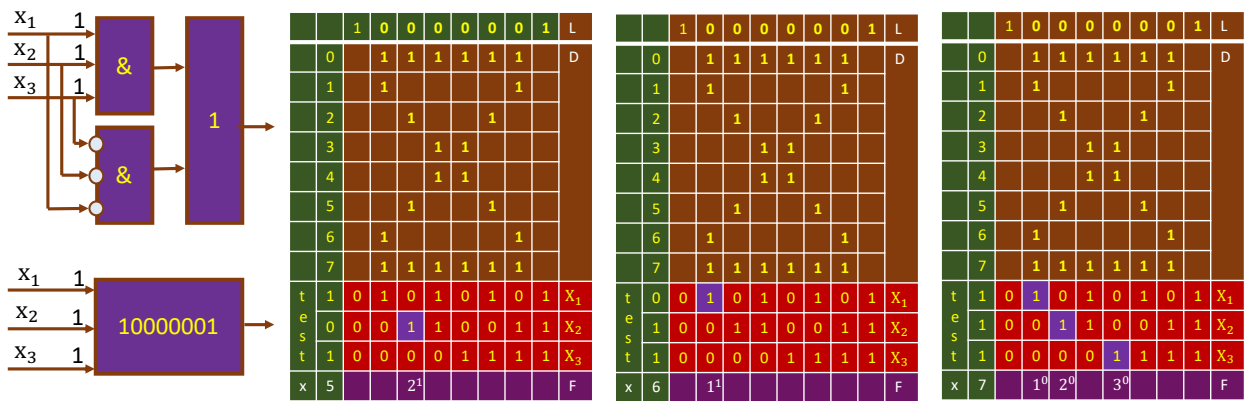 X₁ 1
X₂ 1
X₃ 1
&
&
1
X₁ 1
X₂ 1
X₃ 1
10000001
1 0 0 0 0 0 0 1 L
0 1 1 1 1 1 1 D
1 1 1
2 1 1
3 1 1
4 1 1
5 1 1
6 1 1
7 1 1 1 1 1 1
test
1 0 1 0 1 0 1 0 1 X₁
0 0 0 1 1 0 0 1 1 X₂
1 0 0 0 0 1 1 1 1 X₃
x 5 2¹ F
1 0 0 0 0 0 0 1 L
0 1 1 1 1 1 1 D
1 1 1
2 1 1
3 1 1
4 1 1
5 1 1
6 1 1
7 1 1 1 1 1 1
test
0 0 1 0 1 0 1 0 1 X₁
1 0 0 1 1 0 0 1 1 X₂
1 0 0 0 0 1 1 1 1 X₃
x 6 1¹ F
1 0 0 0 0 0 0 1 L
0 1 1 1 1 1 1 D
1 1 1
2 1 1
3 1 1
4 1 1
5 1 1
6 1 1
7 1 1 1 1 1 1
test
1 0 1 0 1 0 1 0 1 X₁
1 0 0 1 1 0 0 1 1 X₂
1 0 0 0 0 1 1 1 1 X₃
x 7 1⁰ 2⁰ 3⁰ F